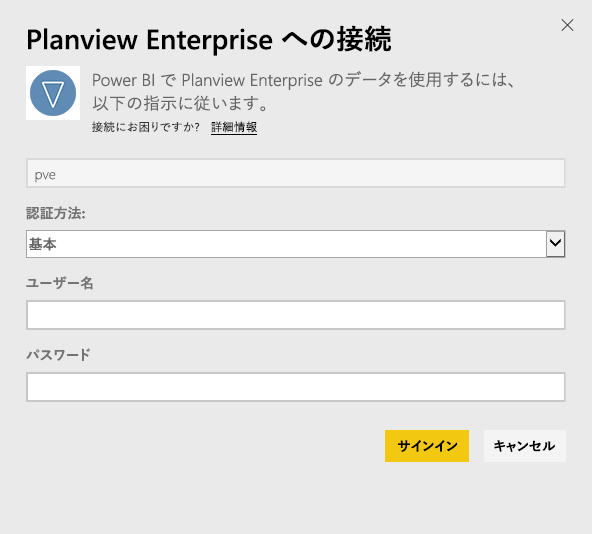 Planview Enterprise への接続
Power BI で Planview Enterprise のデータを使用するには、
以下の指示に従います。
接続にお困りですか? 詳細情報
pve
認証方法:
基本
ユーザー名
パスワード
サインイン キャンセル